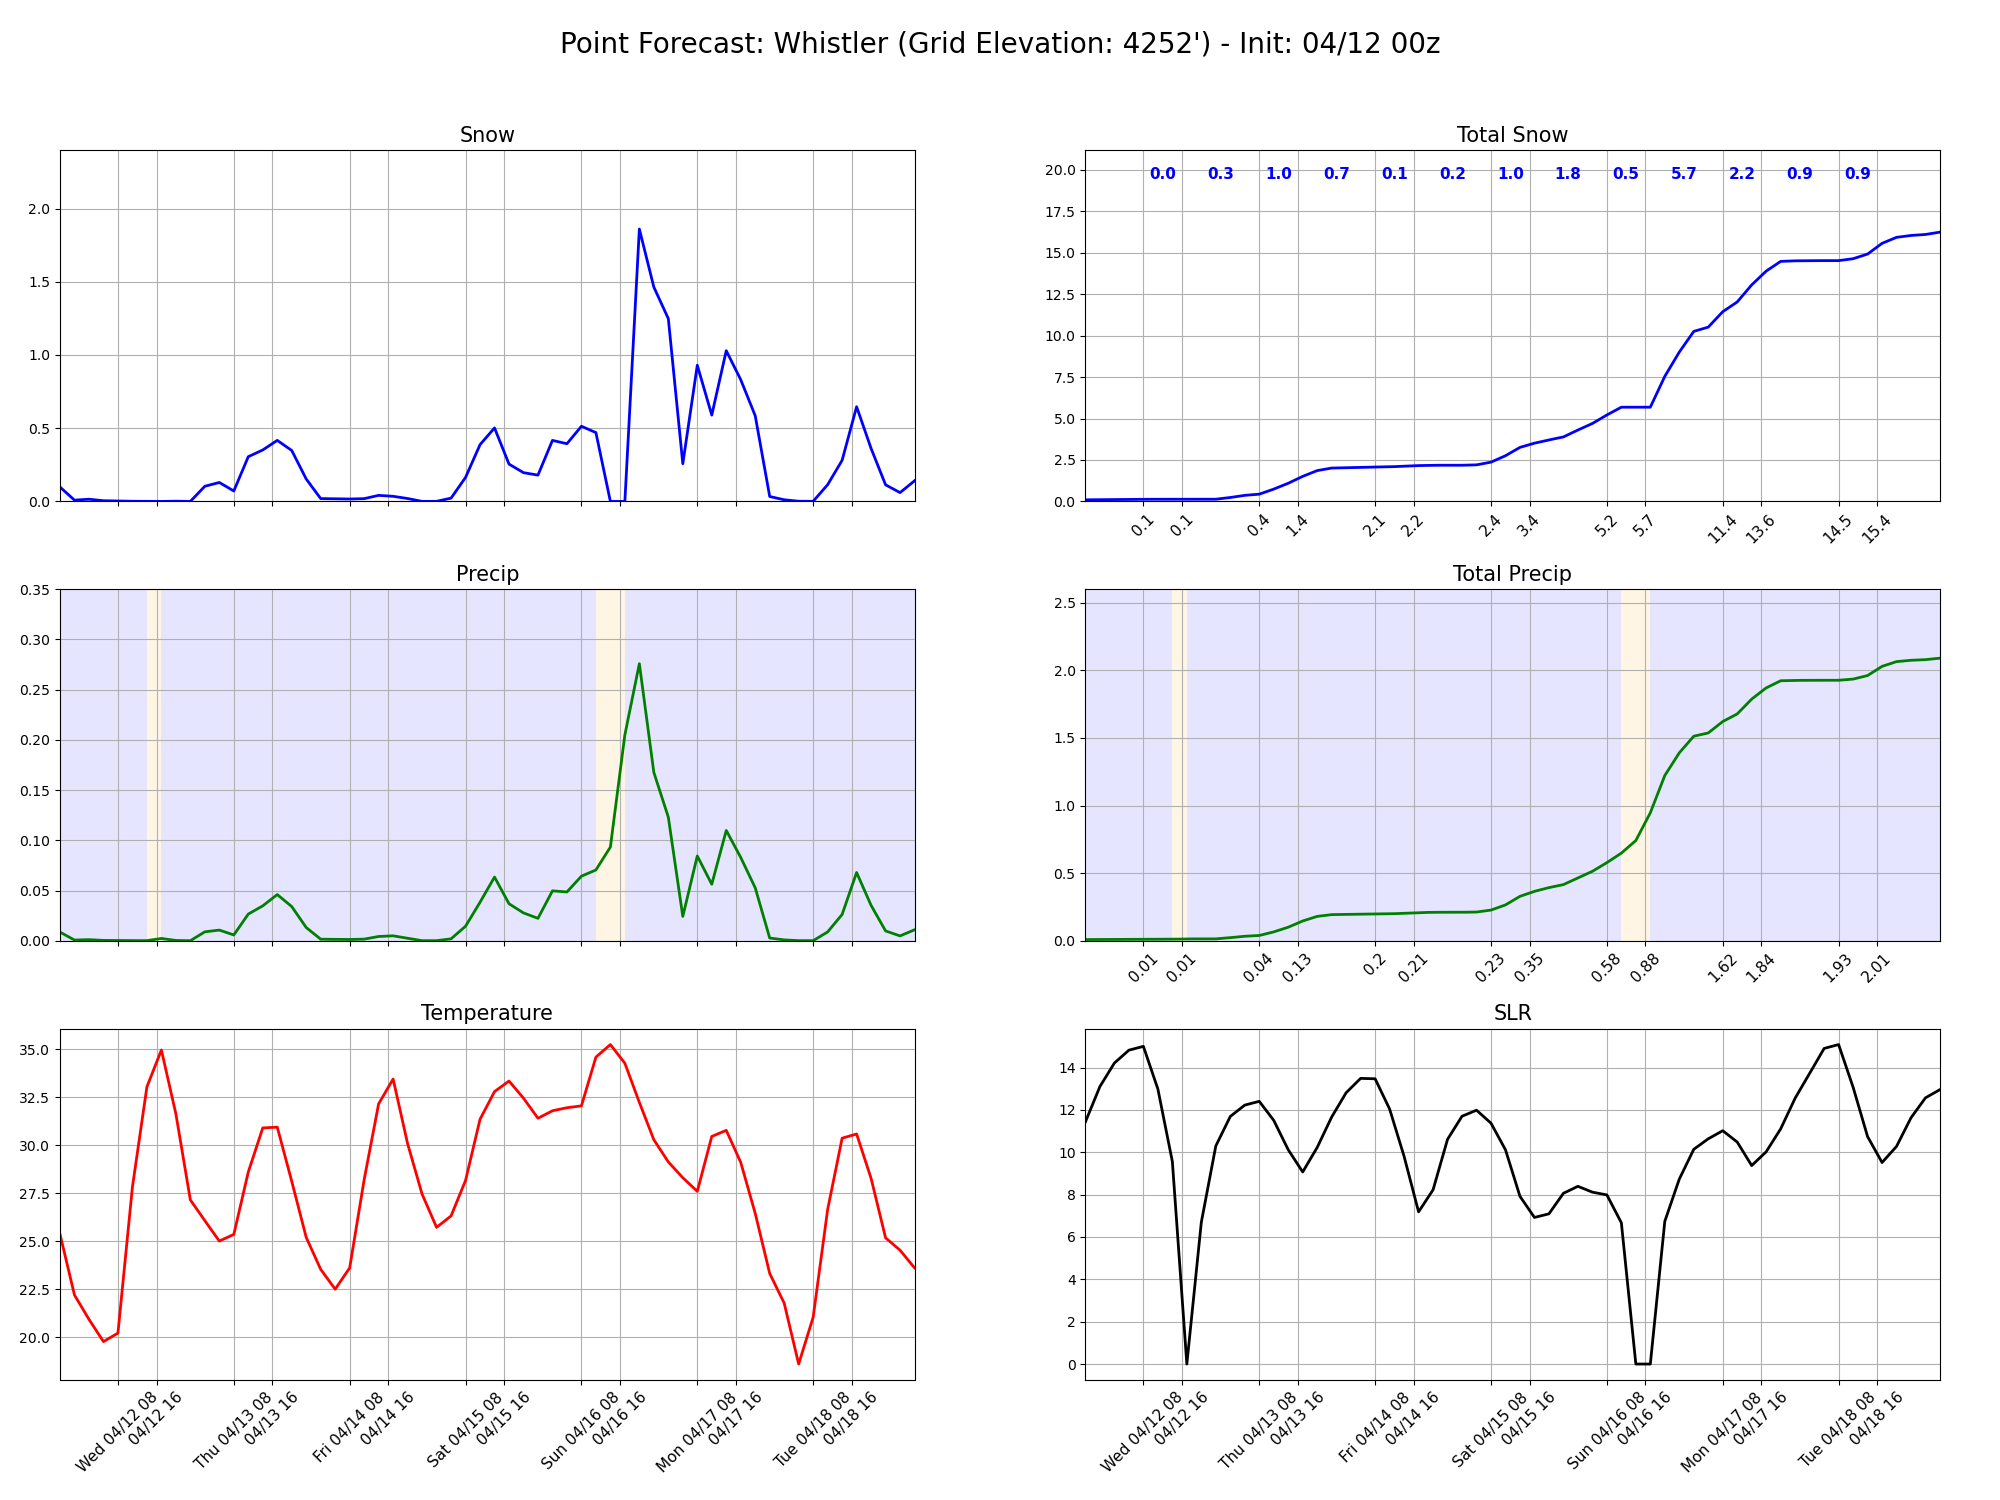 Point Forecast: Whistler (Grid Elevation: 4252') - Init: 04/12 00z
Snow
2.0
1.5
1.0
0.5
0.0
Total Snow
0.0 0.3 1.0 0.7 0.1 0.2 1.0 1.8 0.5 5.7 2.2 0.9 0.9
20.0
17.5
15.0
12.5
10.0
7.5
5.0
2.5
0.0
0.1 0.1 0.4 1.4 2.1 2.2 2.4 3.4 5.2 5.7 11.4 13.6 14.5 15.4
Precip
0.35
0.30
0.25
0.20
0.15
0.10
0.05
0.00
Total Precip
2.5
2.0
1.5
1.0
0.5
0.0
0.01 0.01 0.04 0.13 0.2 0.21 0.23 0.35 0.58 0.88 1.62 1.84 1.93 2.01
Temperature
35.0
32.5
30.0
27.5
25.0
22.5
20.0
Wed 04/12 08
04/12 16
Thu 04/13 08
04/13 16
Fri 04/14 08
04/14 16
Sat 04/15 08
04/15 16
Sun 04/16 08
04/16 16
Mon 04/17 08
04/17 16
Tue 04/18 08
04/18 16
SLR
14
12
10
8
6
4
2
0
Wed 04/12 08
04/12 16
Thu 04/13 08
04/13 16
Fri 04/14 08
04/14 16
Sat 04/15 08
04/15 16
Sun 04/16 08
04/16 16
Mon 04/17 08
04/17 16
Tue 04/18 08
04/18 16